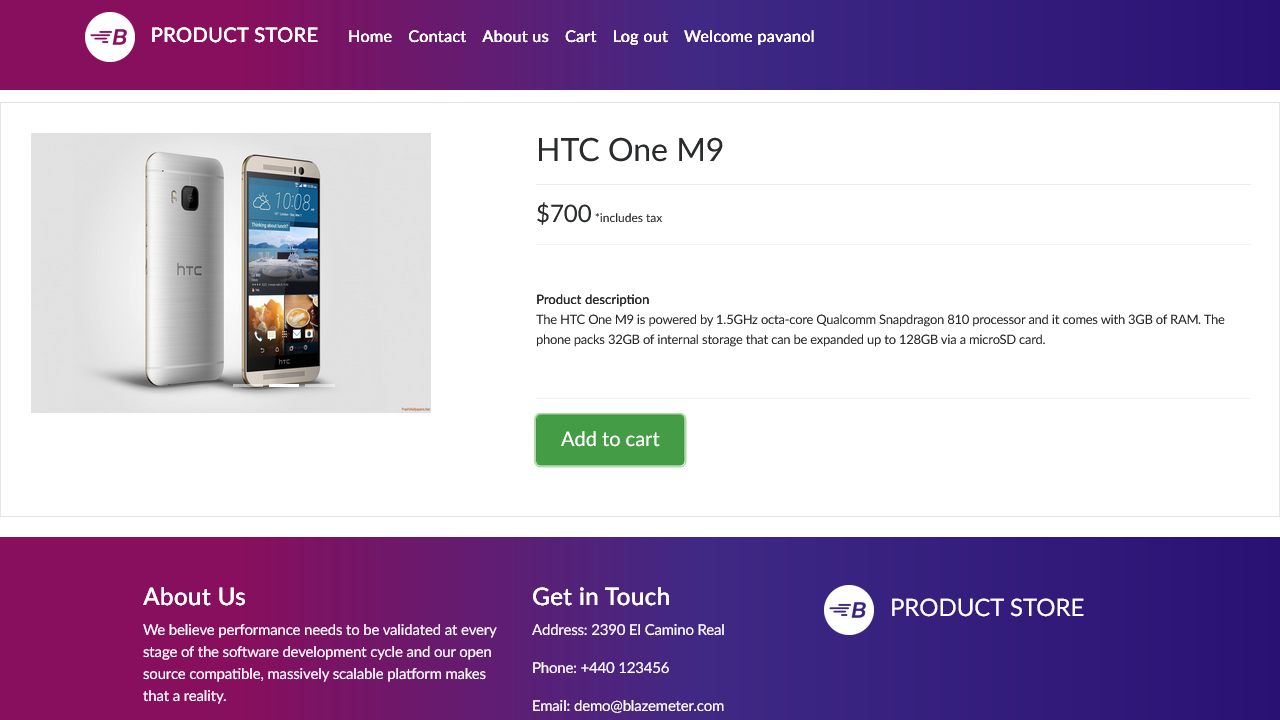 B PRODUCT STORE Home Contact About us Cart Log out Welcome pavanol
HTC One M9
$700 *includes tax
10:08
Thinking about lunch?
hTC
hTC
Product description
The HTC One M9 is powered by 1.5GHz octa-core Qualcomm Snapdragon 810 processor and it comes with 3GB of RAM. The
phone packs 32GB of internal storage that can be expanded up to 128GB via a microSD card.
Add to cart
About Us
We believe performance needs to be validated at every
stage of the software development cycle and our open
source compatible, massively scalable platform makes
that a reality.
Get in Touch
Address: 2390 El Camino Real
Phone: +440 123456
Email: demo@blazemeter.com
B PRODUCT STORE